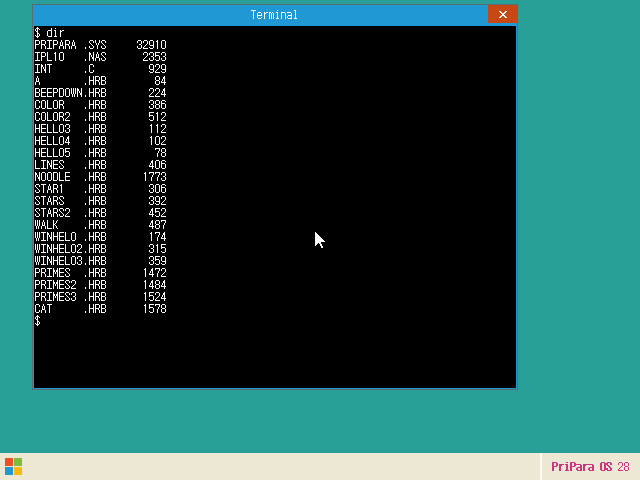 Terminal
$ dir
PRIPARA .SYS     32910
IPL10   .NAS      2353
INT     .C         929
A       .HRB        84
BEEPDOWN.HRB       224
COLOR   .HRB       386
COLOR2  .HRB       512
HELLO3  .HRB       112
HELLO4  .HRB       102
HELLO5  .HRB        78
LINES   .HRB       406
NOODLE  .HRB      1773
STAR1   .HRB       306
STARS   .HRB       392
STARS2  .HRB       452
WALK    .HRB       487
WINHELO .HRB       174
WINHELO2.HRB       315
WINHELO3.HRB       359
PRIMES  .HRB      1472
PRIMES2 .HRB      1484
PRIMES3 .HRB      1524
CAT     .HRB      1578
$
PriPara OS 28